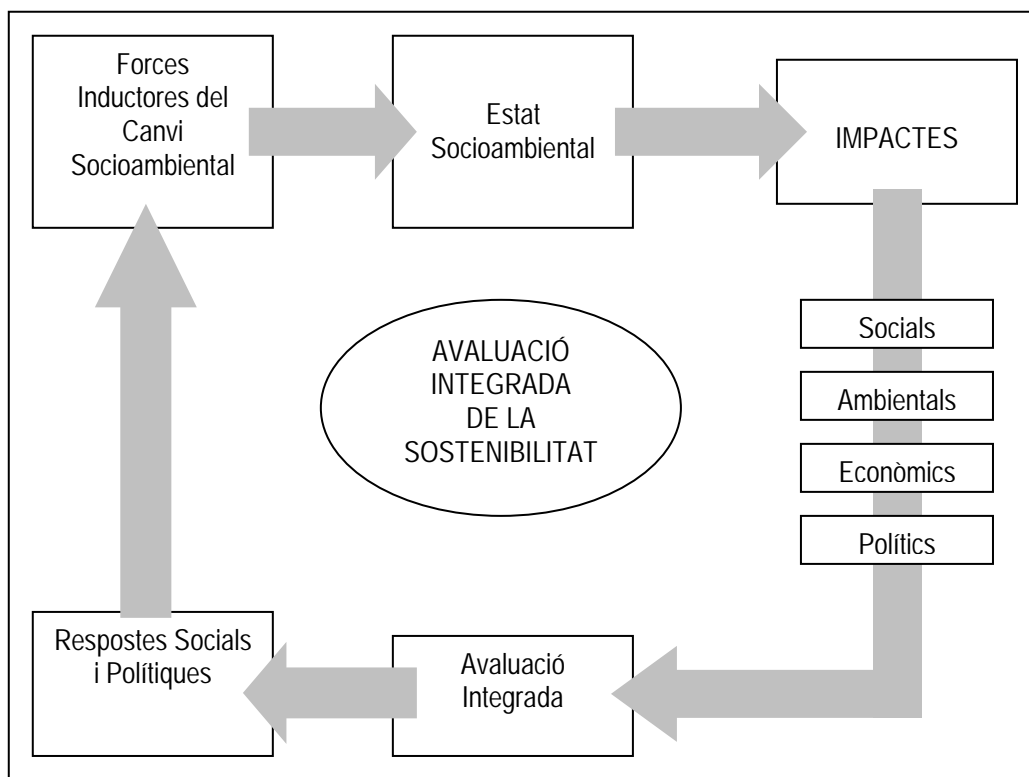 Forces
Inductores del
Canvi
Socioambiental
Estat
Socioambiental
IMPACTES
Socials
Ambientals
Econòmics
Polítics
AVALUACIÓ
INTEGRADA
DE LA
SOSTENIBILITAT
Respostes Socials
i Polítiques
Avaluació
Integrada